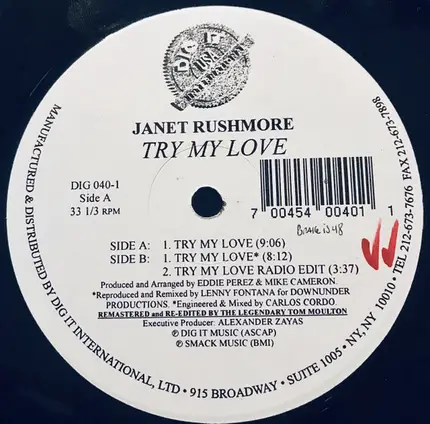 DIG IT
USA
JANET RUSHMORE
TRY MY LOVE
DIG 040-1
Side A
33 1/3 RPM
7 00454 00401 1
SIDE A: 1. TRY MY LOVE (9:06)
SIDE B: 1. TRY MY LOVE* (8:12)
2. TRY MY LOVE RADIO EDIT (3:37)
Produced and Arranged by EDDIE PEREZ & MIKE CAMERON.
*Reproduced and Remixed by LENNY FONTANA for DOWNUNDER
PODUCTIONS. *Engineered & Mixed by CARLOS CORDO.
REMASTERED and RE-EDITED BY THE LEGENDARY TOM MOULTON
Executive Producer: ALEXANDER ZAYAS
℗ DIG IT MUSIC (ASCAP)
℗ SMACK MUSIC (BMI)
MANUFACTURED & DISTRIBUTED BY DIG IT INTERNATIONAL, LTD • 915 BROADWAY • SUITE 1005 • NY, NY 10010 • TEL 212-673-7676 FAX 212-673-7898